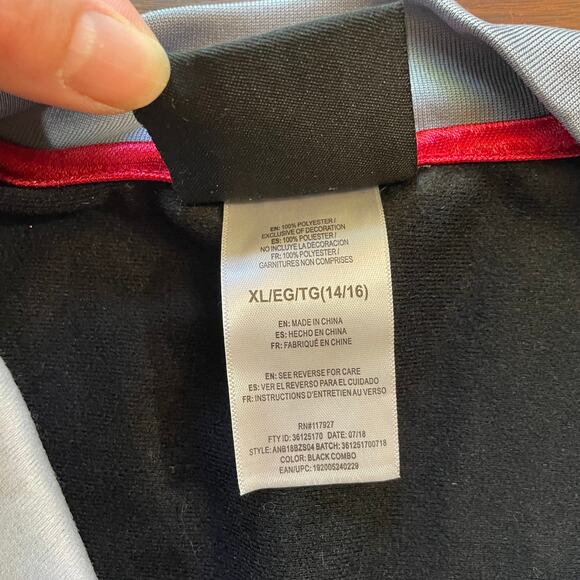 EN: 100% POLYESTER /
EXCLUSIVE OF DECORATION
ES: 100% POLIESTER /
NO INCLUYE LA DECORACION
FR: 100% POLYESTER /
GARNITURES NON COMPRISES
XL/EG/TG(14/16)
EN: MADE IN CHINA
ES: HECHO EN CHINA
FR: FABRIQUÉ EN CHINE
EN: SEE REVERSE FOR CARE
ES: VER EL REVERSO PARA EL CUIDADO
FR: INSTRUCTIONS D'ENTRETIEN AU VERSO
RN#117927
FTY ID: 36125170 DATE: 07/18
STYLE: ANB18BZS04 BATCH: 361251700718
COLOR: BLACK COMBO
EAN/UPC: 192005240229